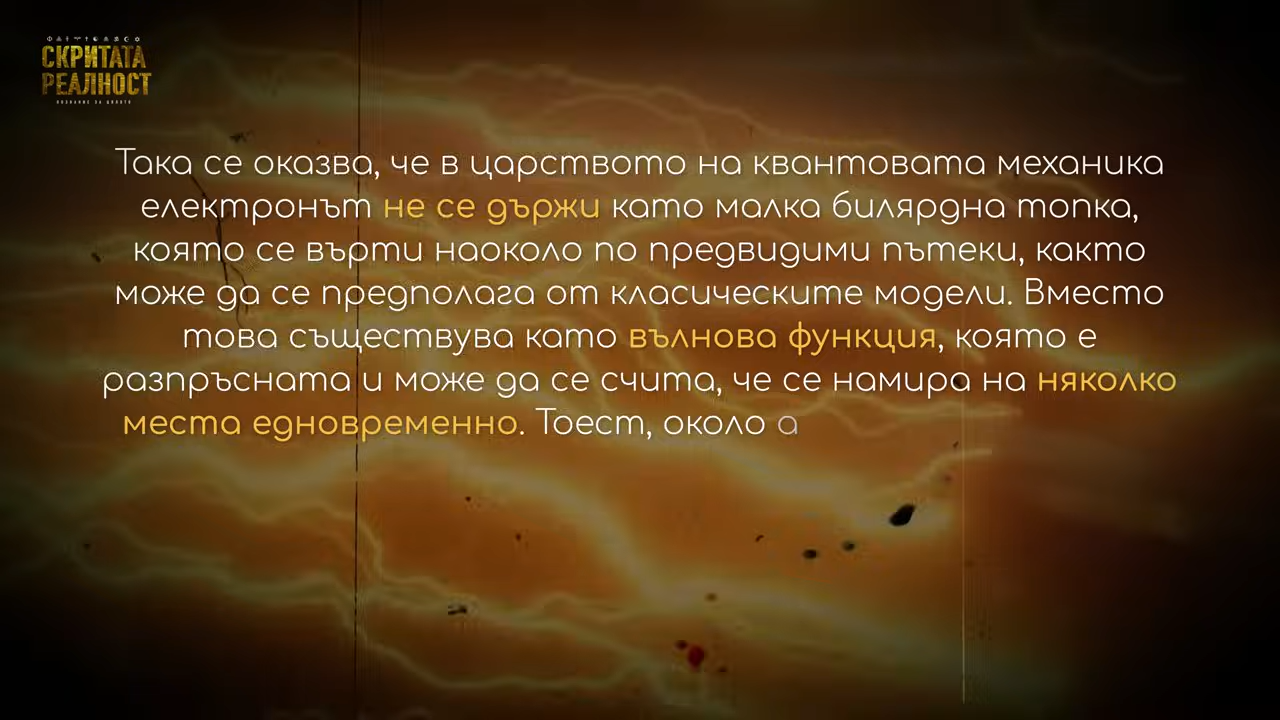 СКРИТАТА
РЕАЛНОСТ
Така се оказва, че в царството на квантовата механика
електронът не се държи като малка билярдна топка,
която се върти наоколо по предвидими пътеки, както
може да се предполага от класическите модели. Вместо
това съществува като вълнова функция, която е
разпръсната и може да се счита, че се намира на няколко
места едновременно. Тоест, около а